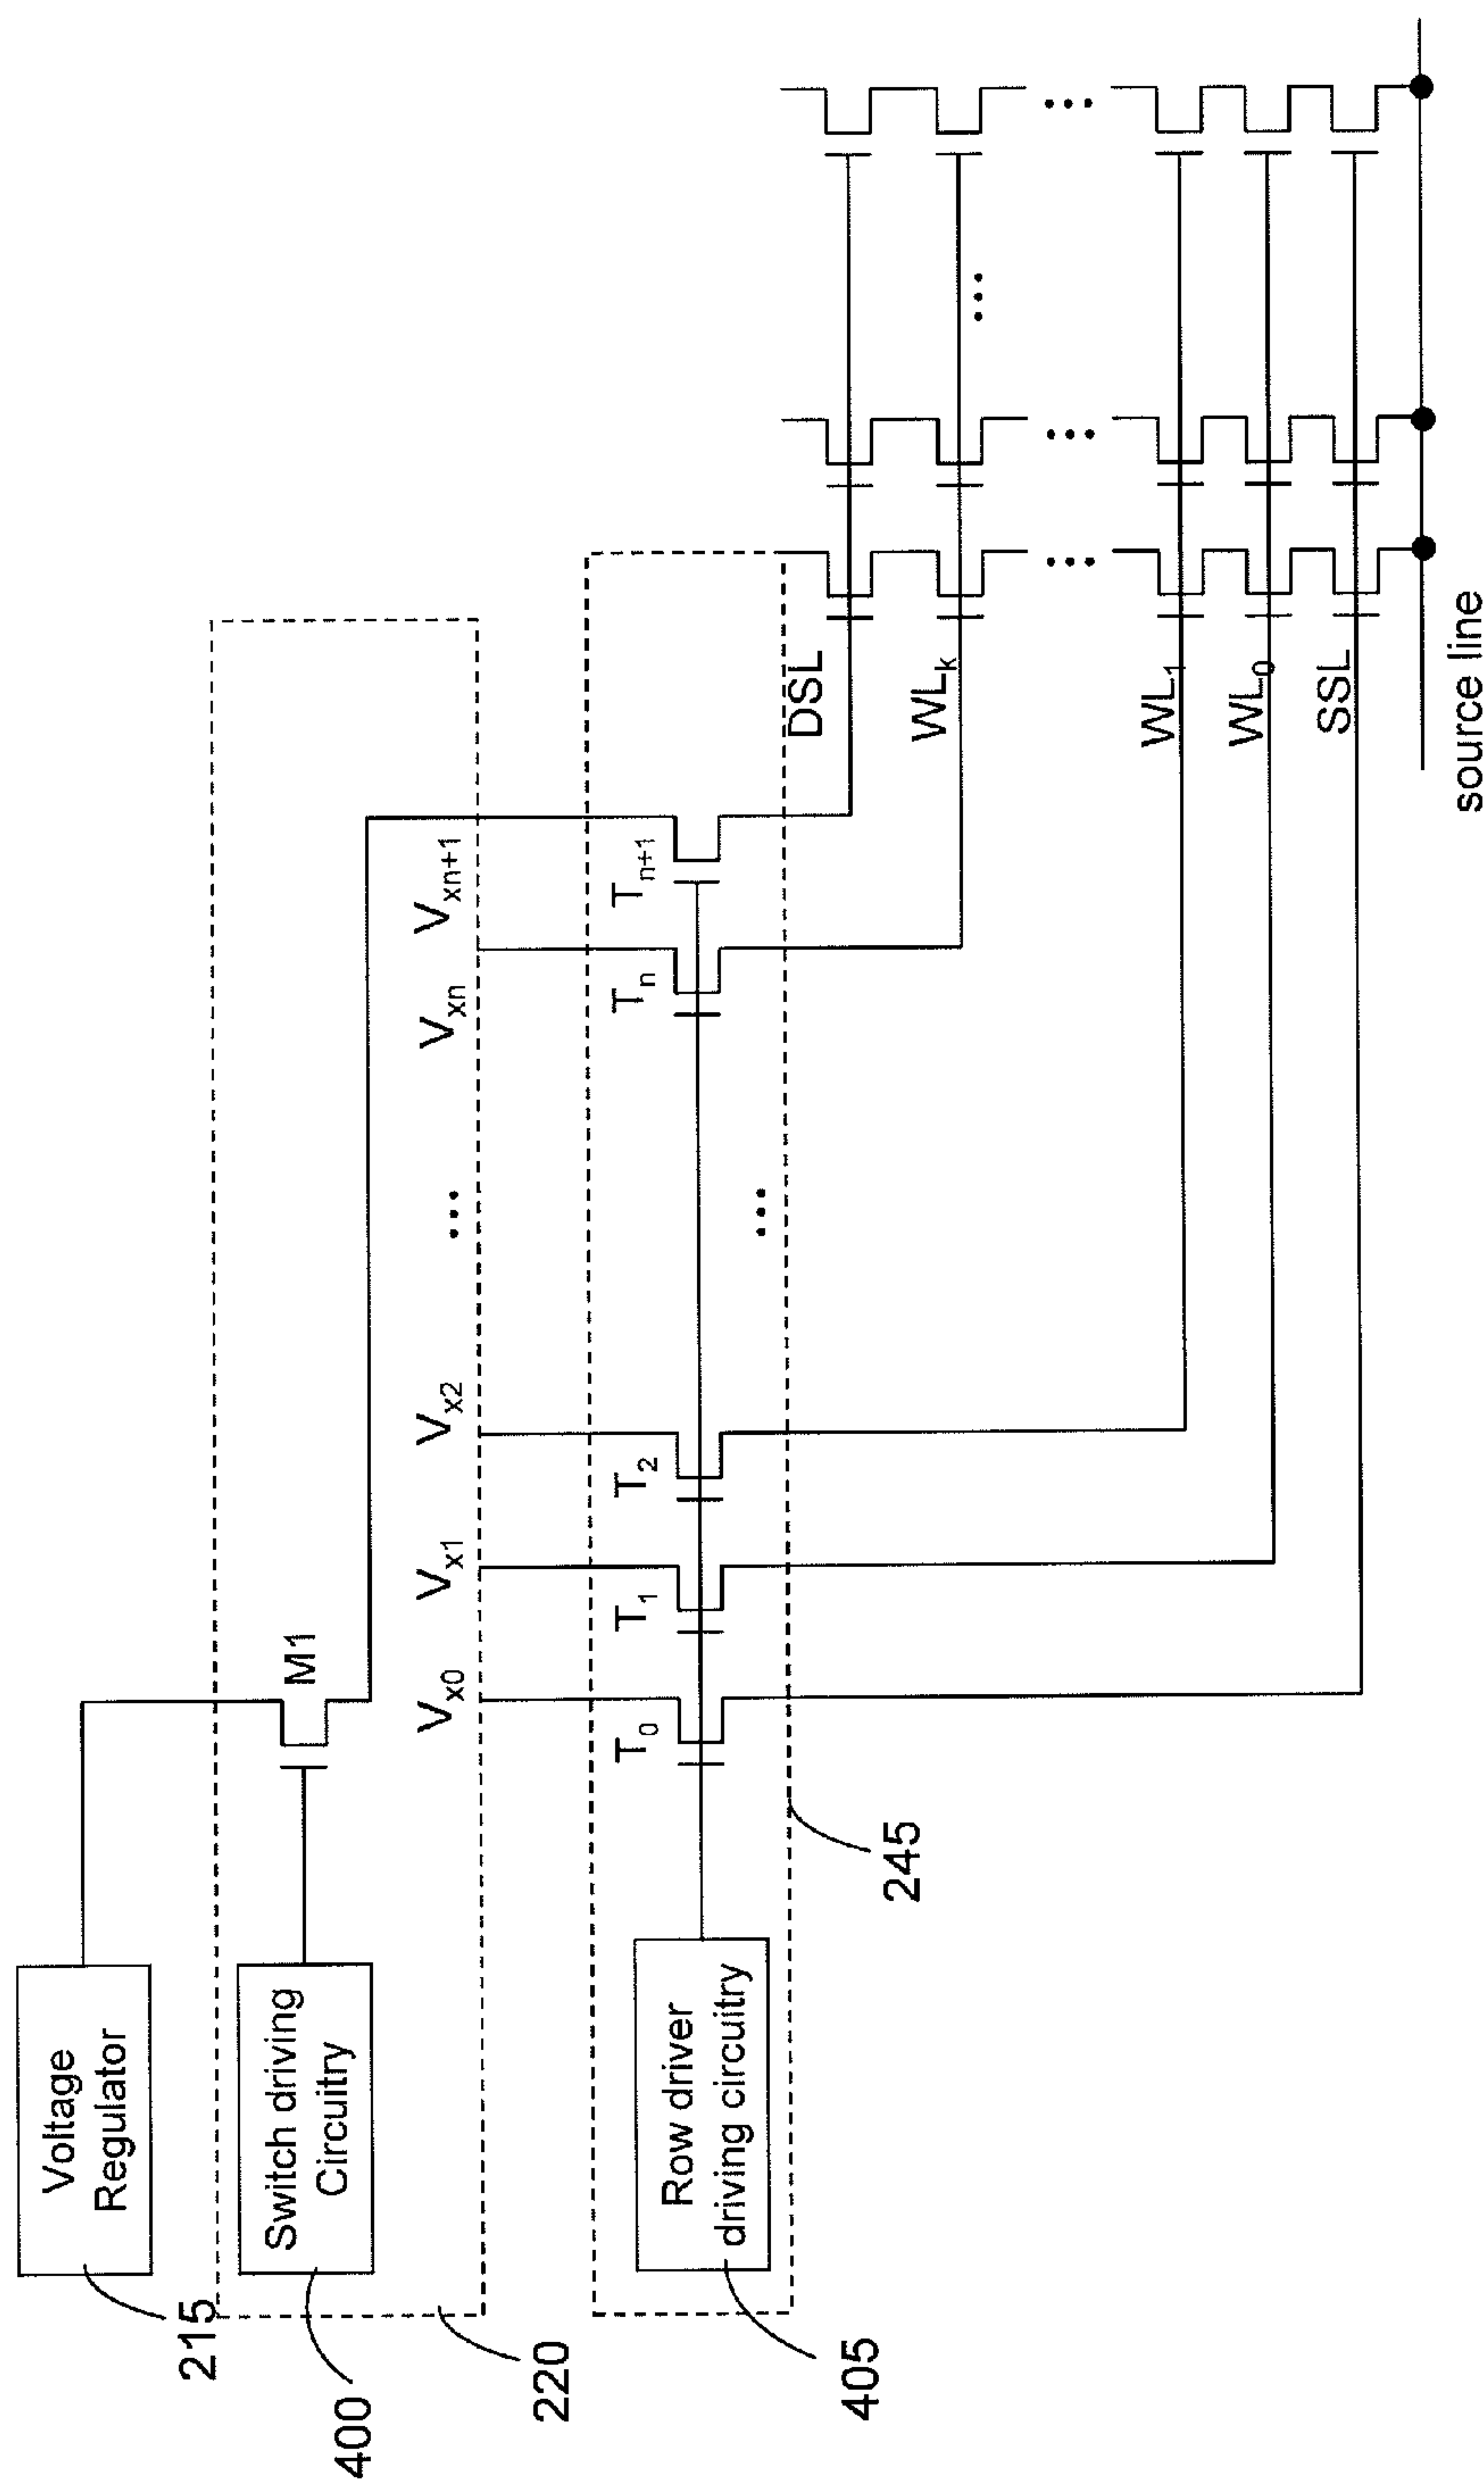 Voltage
Regulator
215
Switch driving
Circuitry
400
M1
220
Vx0
Vx1
Vx2
...
Vxn
Vxn+1
Row driver
driving circuitry
405
T0
T1
T2
...
Tn
Tn+1
245
DSL
WLk
WL1
WL0
SSL
source line